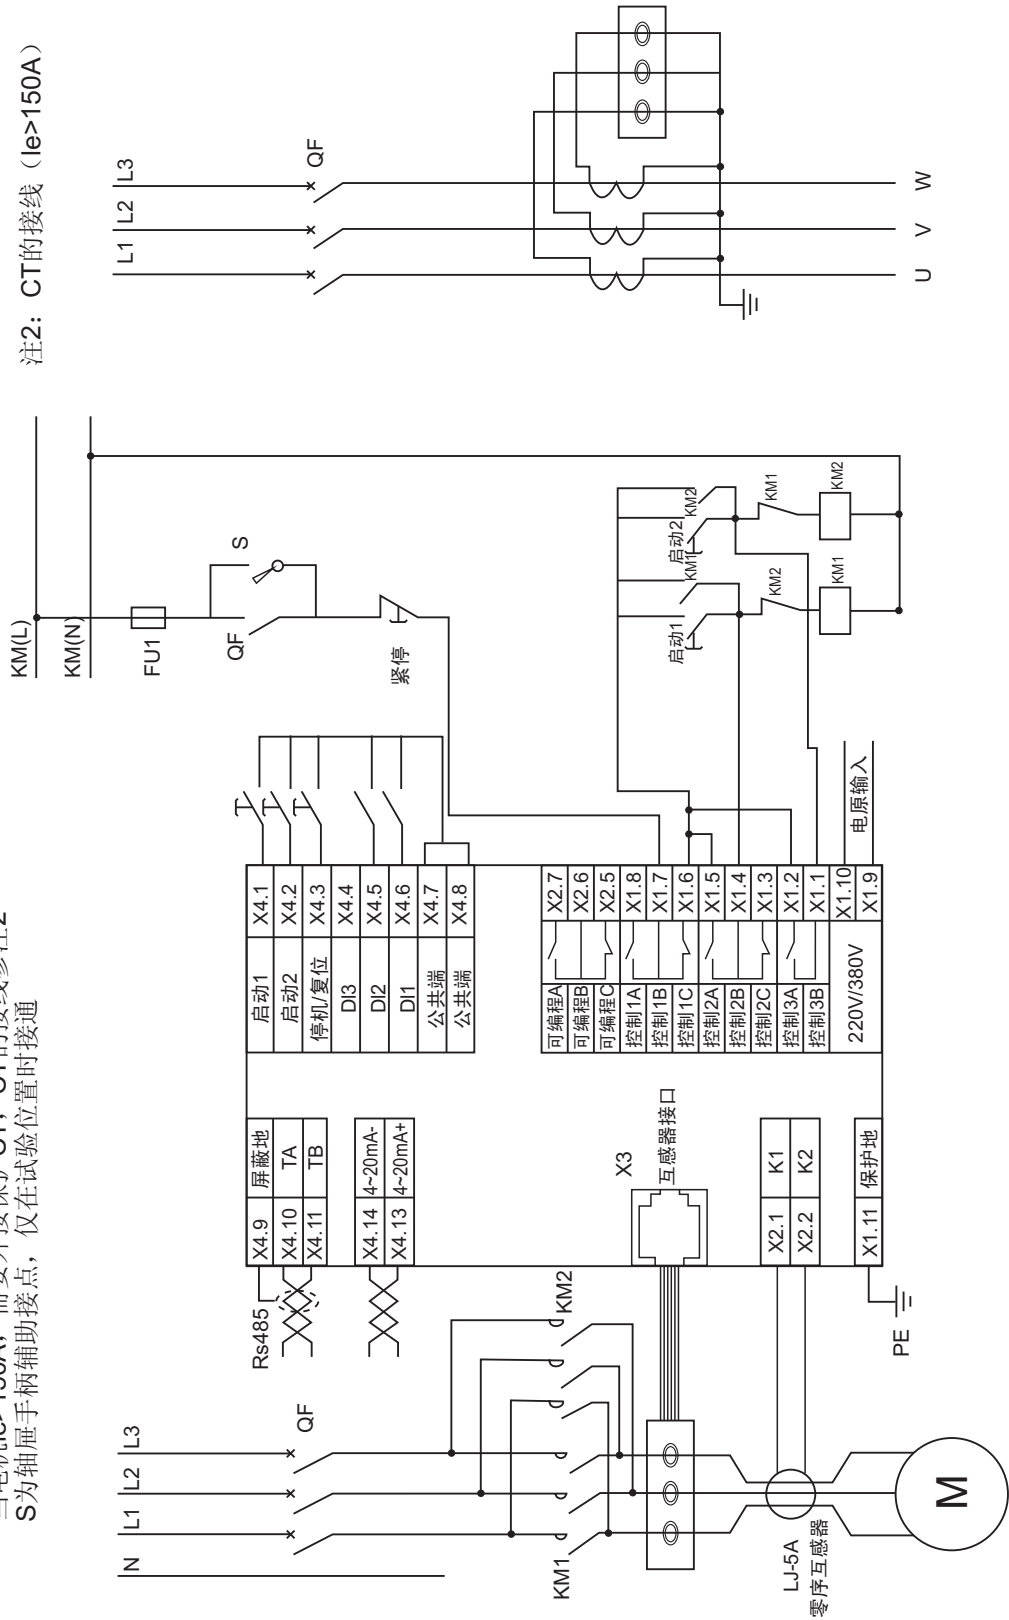 注2：CT的接线（Ie>150A）
L3
L2
L1
QF
W
V
U
KM(L)
KM(N)
FU1
QF
S
紧停
启动1
KM1
启动2
KM2
KM2
KM1
KM1
KM2
电原输入
启动1 X4.1
启动2 X4.2
停机/复位 X4.3
DI3 X4.4
DI2 X4.5
DI1 X4.6
公共端 X4.7
公共端 X4.8
可编程A X2.7
可编程B X2.6
可编程C X2.5
控制1A X1.8
控制1B X1.7
控制1C X1.6
控制2A X1.5
控制2B X1.4
控制2C X1.3
控制3A X1.2
控制3B X1.1
220V/380V X1.10
X1.9
X4.9 屏蔽地
X4.10 TA
X4.11 TB
X4.14 4~20mA-
X4.13 4~20mA+
X3
互感器接口
X2.1 K1
X2.2 K2
X1.11 保护地
Rs485
PE
KM2
L3
L2
L1
N
QF
KM1
LJ-5A
零序互感器
M
S为轴屉手柄辅助接点，仅在试验位置时接通